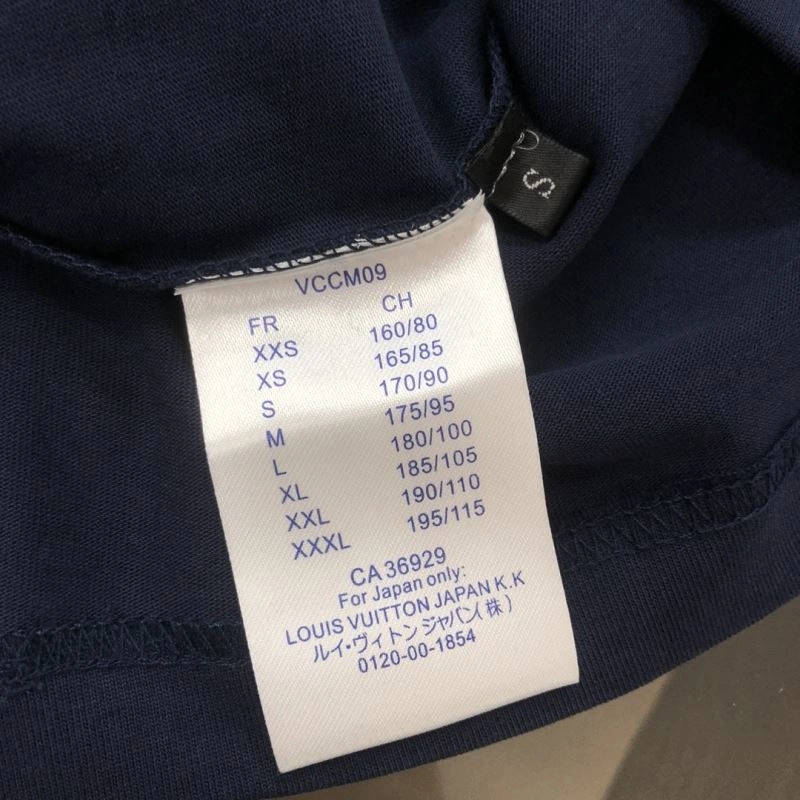 S
VCCM09
FR CH
XXS 160/80
XS 165/85
S 170/90
M 175/95
L 180/100
XL 185/105
XXL 190/110
XXXL 195/115
CA 36929
For Japan only:
LOUIS VUITTON JAPAN K.K
ルイ・ヴィトン ジャパン(株)
0120-00-1854